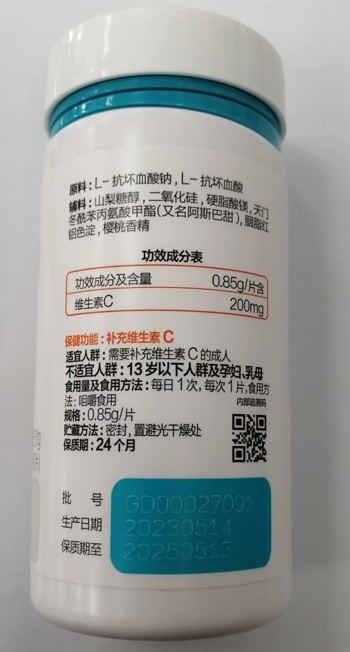 原料:L-抗坏血酸钠,L-抗坏血酸
辅料:山梨糖醇,二氧化硅,硬脂酸镁,天门
冬酰苯丙氨酸甲酯(又名阿斯巴甜),胭脂红
铝色淀,樱桃香精
功效成分表
功效成分及含量 0.85g/片含
维生素C 200mg
保健功能:补充维生素C
适宜人群:需要补充维生素C的成人
不适宜人群:13岁以下人群及孕妇、乳母
食用量及食用方法:每日1次,每次1片,食用方
法:咀嚼食用
内部追溯码
规格:0.85g/片
贮藏方法:密封,置避光干燥处
保质期:24个月
批 号 GD00027091
生产日期 20230514
保质期至 20250513